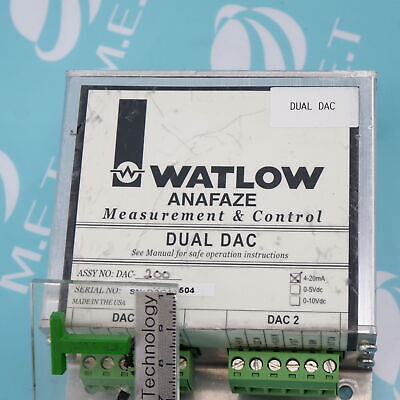 DUAL DAC
WATLOW
ANAFAZE
Measurement & Control
DUAL DAC
See Manual for safe operation instructions
ASSY NO: DAC- 200
4-20mA
0-5Vdc
0-10Vdc
SERIAL NO:
MADE IN THE USA
DAC
DAC 2
Technology
M.E.T